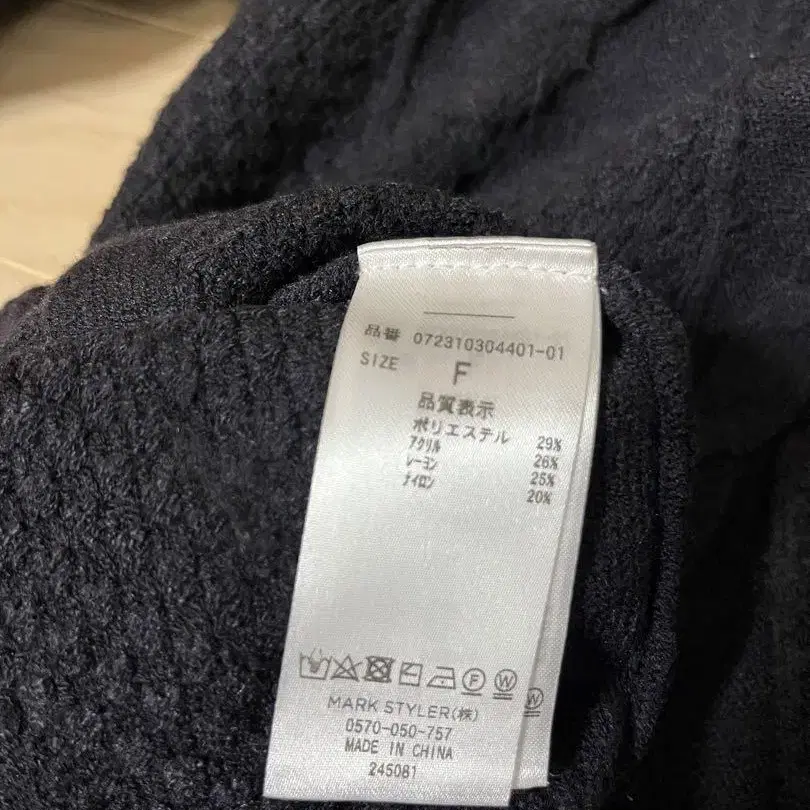 品番 072310304401-01
SIZE F
品質表示
ポリエステル 29%
アクリル 26%
レーヨン 25%
ナイロン 20%
F W W
MARK STYLER(株)
0570-050-757
MADE IN CHINA
245081